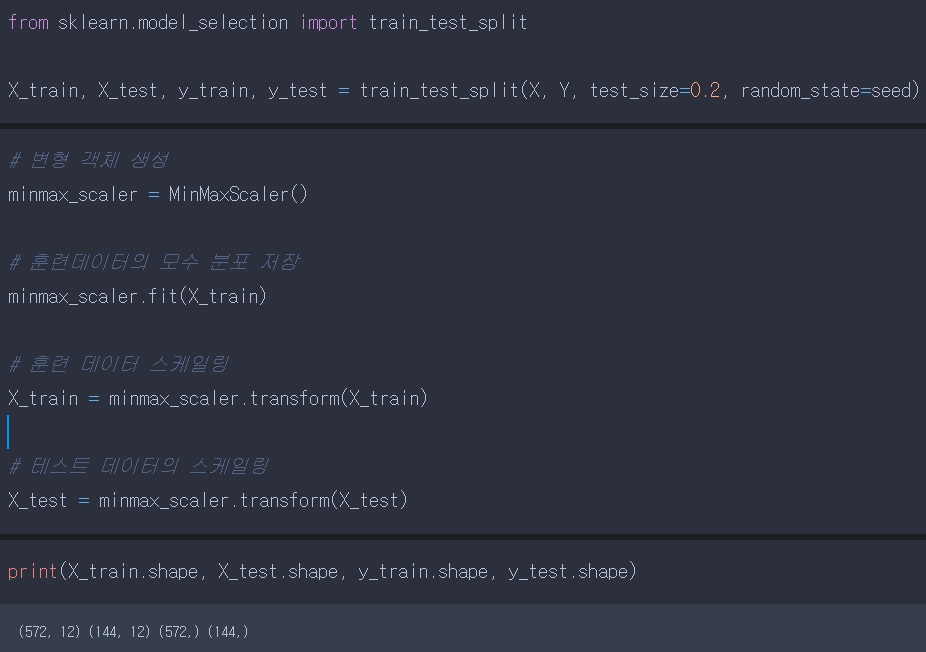 from sklearn.model_selection import train_test_split
X_train, X_test, y_train, y_test = train_test_split(X, Y, test_size=0.2, random_state=seed)
# 변형 객체 생성
minmax_scaler = MinMaxScaler()
# 훈련데이터의 모수 분포 저장
minmax_scaler.fit(X_train)
# 훈련 데이터 스케일링
X_train = minmax_scaler.transform(X_train)
# 테스트 데이터의 스케일링
X_test = minmax_scaler.transform(X_test)
print(X_train.shape, X_test.shape, y_train.shape, y_test.shape)
(572, 12) (144, 12) (572,) (144,)